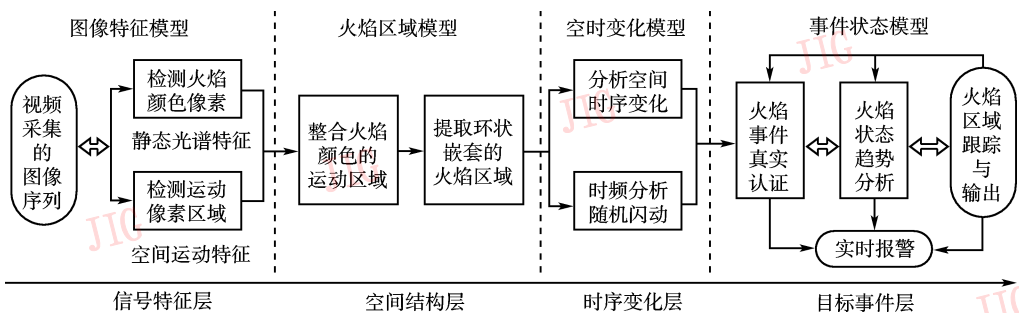 图像特征模型
火焰区域模型
空时变化模型
事件状态模型
视频
采集
的
图像
序列
检测火焰
颜色像素
静态光谱特征
检测运动
像素区域
空间运动特征
整合火焰
颜色的
运动区域
提取环状
嵌套的
火焰区域
分析空间
时序变化
时频分析
随机闪动
火焰
事件
真实
认证
火焰
状态
趋势
分析
火焰
区域
跟踪
与
输出
实时报警
信号特征层
空间结构层
时序变化层
目标事件层
JIG
JIG
JIG
JIG
JIG